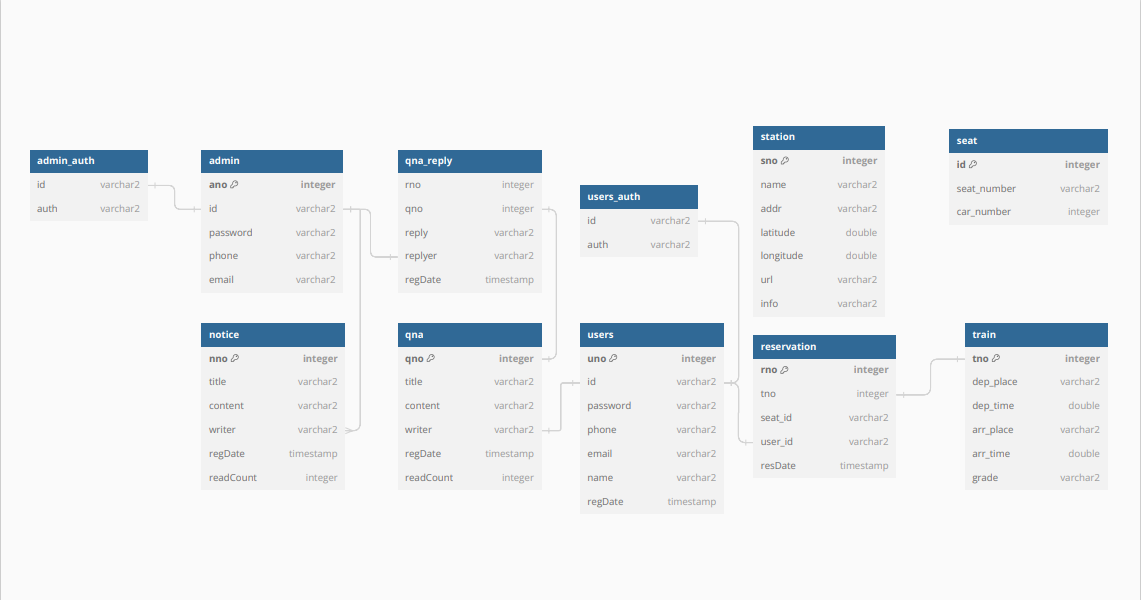 admin_auth
id varchar2
auth varchar2
admin
ano integer
id varchar2
password varchar2
phone varchar2
email varchar2
qna_reply
rno integer
qno integer
reply varchar2
replyer varchar2
regDate timestamp
users_auth
id varchar2
auth varchar2
station
sno integer
name varchar2
addr varchar2
latitude double
longitude double
url varchar2
info varchar2
seat
id integer
seat_number varchar2
car_number integer
notice
nno integer
title varchar2
content varchar2
writer varchar2
regDate timestamp
readCount integer
qna
qno integer
title varchar2
content varchar2
writer varchar2
regDate timestamp
readCount integer
users
uno integer
id varchar2
password varchar2
phone varchar2
email varchar2
name varchar2
regDate timestamp
reservation
rno integer
tno integer
seat_id varchar2
user_id varchar2
resDate timestamp
train
tno integer
dep_place varchar2
dep_time double
arr_place varchar2
arr_time double
grade varchar2